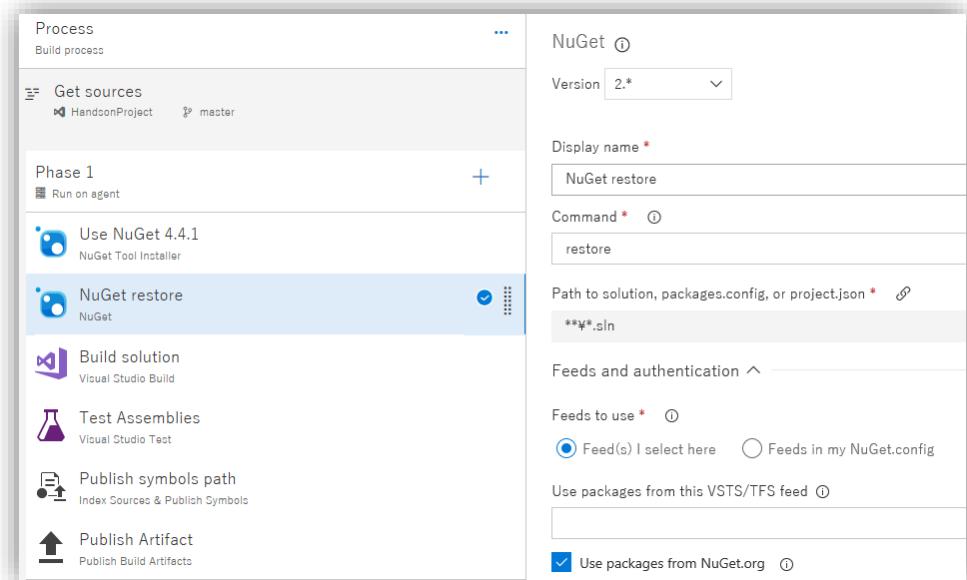 Process
Build process
Get sources
HandsonProject master
Phase 1
Run on agent
Use NuGet 4.4.1
NuGet Tool Installer
NuGet restore
NuGet
Build solution
Visual Studio Build
Test Assemblies
Visual Studio Test
Publish symbols path
Index Sources & Publish Symbols
Publish Artifact
Publish Build Artifacts
NuGet
Version 2.*
Display name *
NuGet restore
Command *
restore
Path to solution, packages.config, or project.json *
**¥*.sln
Feeds and authentication
Feeds to use *
Feed(s) I select here Feeds in my NuGet.config
Use packages from this VSTS/TFS feed
Use packages from NuGet.org